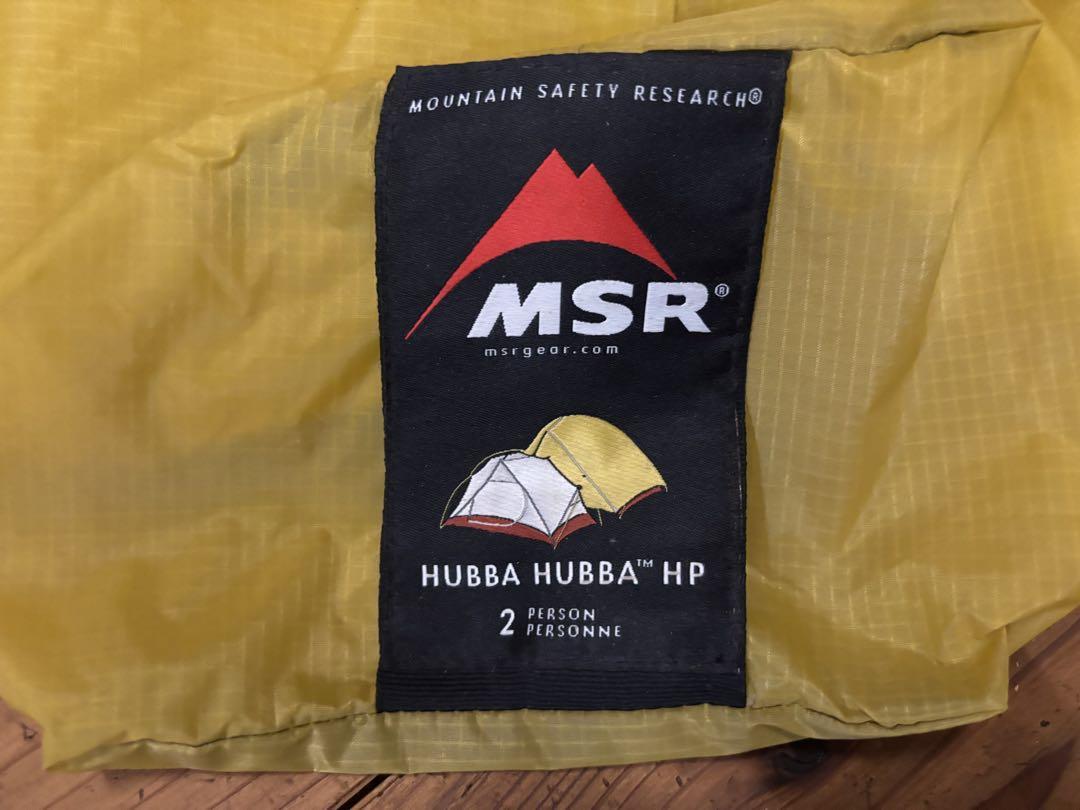 MOUNTAIN SAFETY RESEARCH®
MSR®
msrgear.com
HUBBA HUBBA™ HP
2 PERSON
PERSONNE